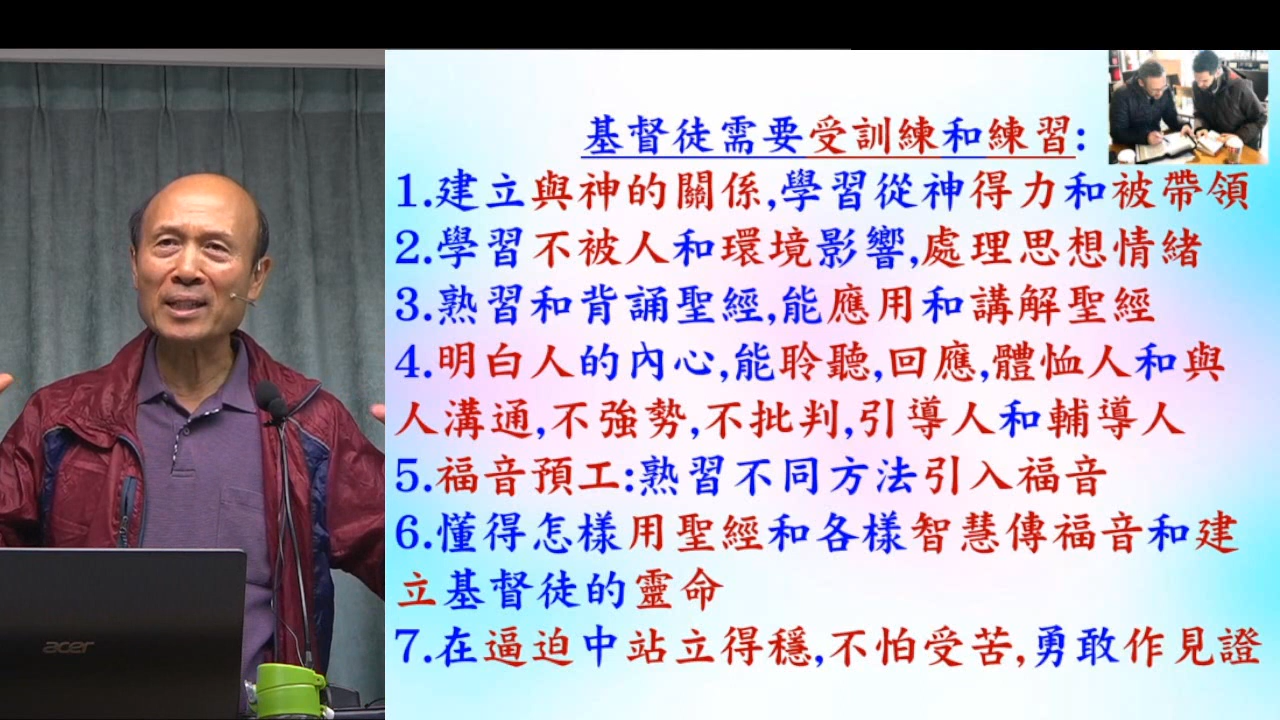 基督徒需要受訓練和練習:
1.建立與神的關係,學習從神得力和被帶領
2.學習不被人和環境影響,處理思想情緒
3.熟習和背誦聖經,能應用和講解聖經
4.明白人的內心,能聆聽,回應,體恤人和與
人溝通,不強勢,不批判,引導人和輔導人
5.福音預工:熟習不同方法引入福音
6.懂得怎樣用聖經和各樣智慧傳福音和建
立基督徒的靈命
7.在逼迫中站立得穩,不怕受苦,勇敢作見證
acer